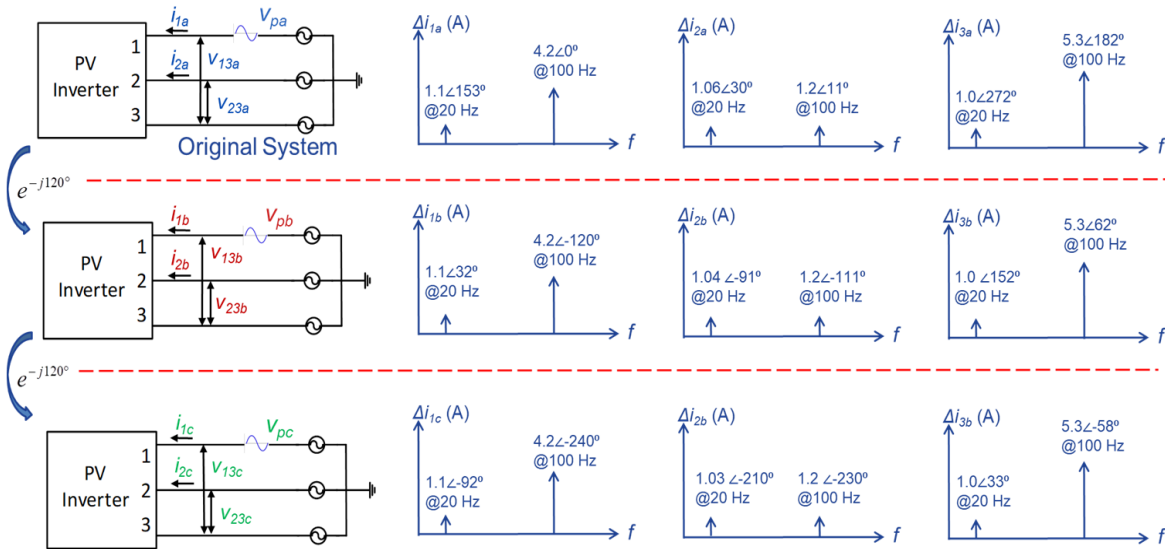 i1a
vpa
1
PV
Inverter
i2a
v13a
2
v23a
3
Original System
Δi1a (A)
4.2∠0º
@100 Hz
1.1∠153º
@20 Hz
f
Δi2a (A)
1.06∠30º
@20 Hz
1.2∠11º
@100 Hz
f
Δi3a (A)
5.3∠182º
@100 Hz
1.0∠272º
@20 Hz
f
e^-j120°
i1b
vpb
1
PV
Inverter
i2b
v13b
2
v23b
3
Δi1b (A)
4.2∠-120º
@100 Hz
1.1∠32º
@20 Hz
f
Δi2b (A)
1.04 ∠-91º
@20 Hz
1.2∠-111º
@100 Hz
f
Δi3b (A)
5.3∠62º
@100 Hz
1.0 ∠152º
@20 Hz
f
e^-j120°
i1c
vpc
1
PV
Inverter
i2c
v13c
2
v23c
3
Δi1c (A)
4.2∠-240º
@100 Hz
1.1∠-92º
@20 Hz
f
Δi2b (A)
1.03 ∠-210º
@20 Hz
1.2 ∠-230º
@100 Hz
f
Δi3b (A)
5.3∠-58º
@100 Hz
1.0∠33º
@20 Hz
f